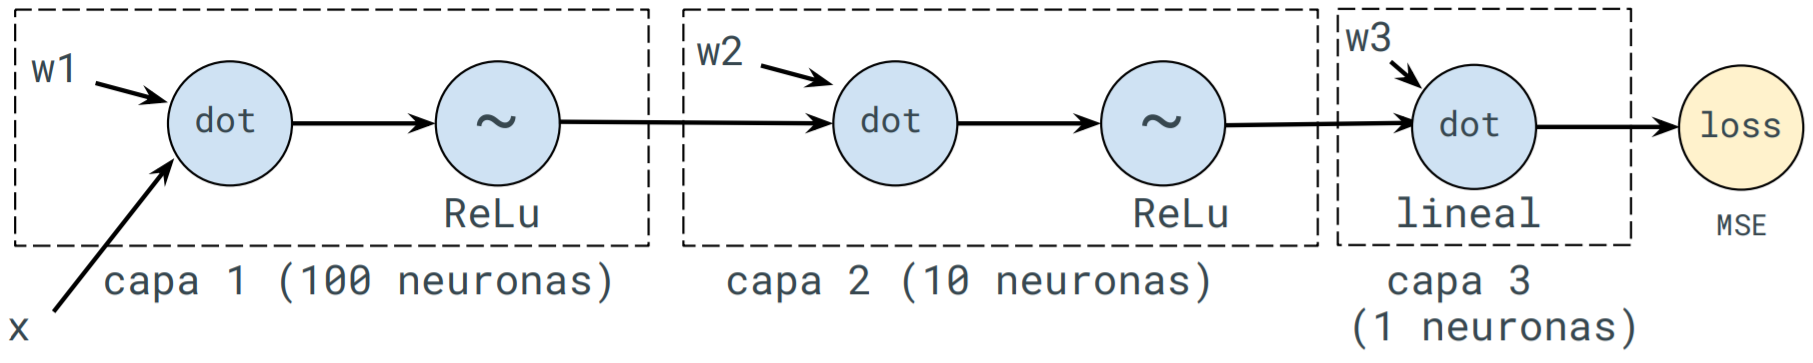 w1
dot
~
ReLu
capa 1 (100 neuronas)
x
w2
dot
~
ReLu
capa 2 (10 neuronas)
w3
dot
lineal
capa 3
(1 neuronas)
loss
MSE